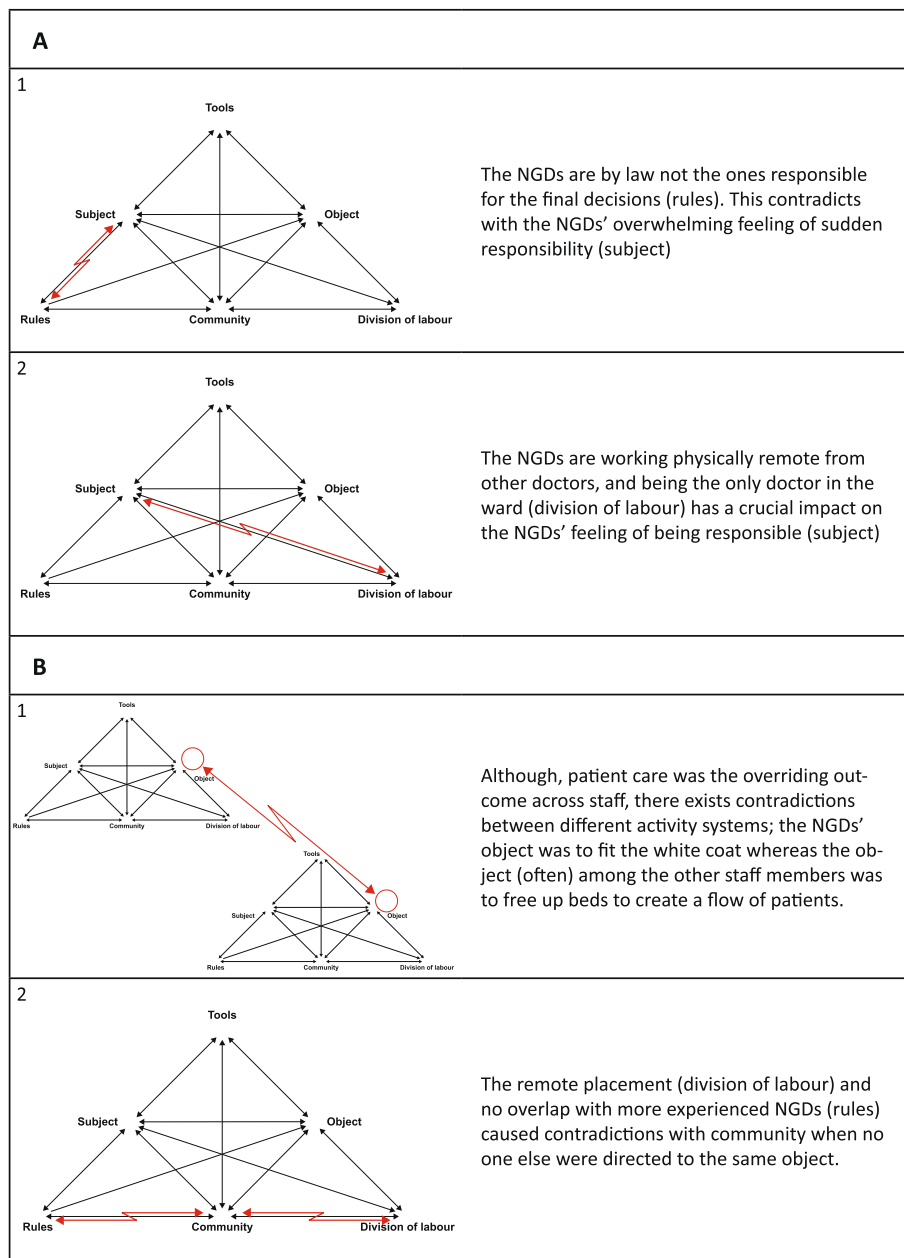 A
1
Tools
Subject
Object
Rules
Community
Division of labour
The NGDs are by law not the ones responsible
for the final decisions (rules). This contradicts
with the NGDs’ overwhelming feeling of sudden
responsibility (subject)
2
Tools
Subject
Object
Rules
Community
Division of labour
The NGDs are working physically remote from
other doctors, and being the only doctor in the
ward (division of labour) has a crucial impact on
the NGDs’ feeling of being responsible (subject)
B
1
Tools
Subject
Object
Rules
Community
Division of labour
Tools
Subject
Object
Rules
Community
Division of labour
Although, patient care was the overriding out-
come across staff, there exists contradictions
between different activity systems; the NGDs’
object was to fit the white coat whereas the ob-
ject (often) among the other staff members was
to free up beds to create a flow of patients.
2
Tools
Subject
Object
Rules
Community
Division of labour
The remote placement (division of labour) and
no overlap with more experienced NGDs (rules)
caused contradictions with community when no
one else were directed to the same object.